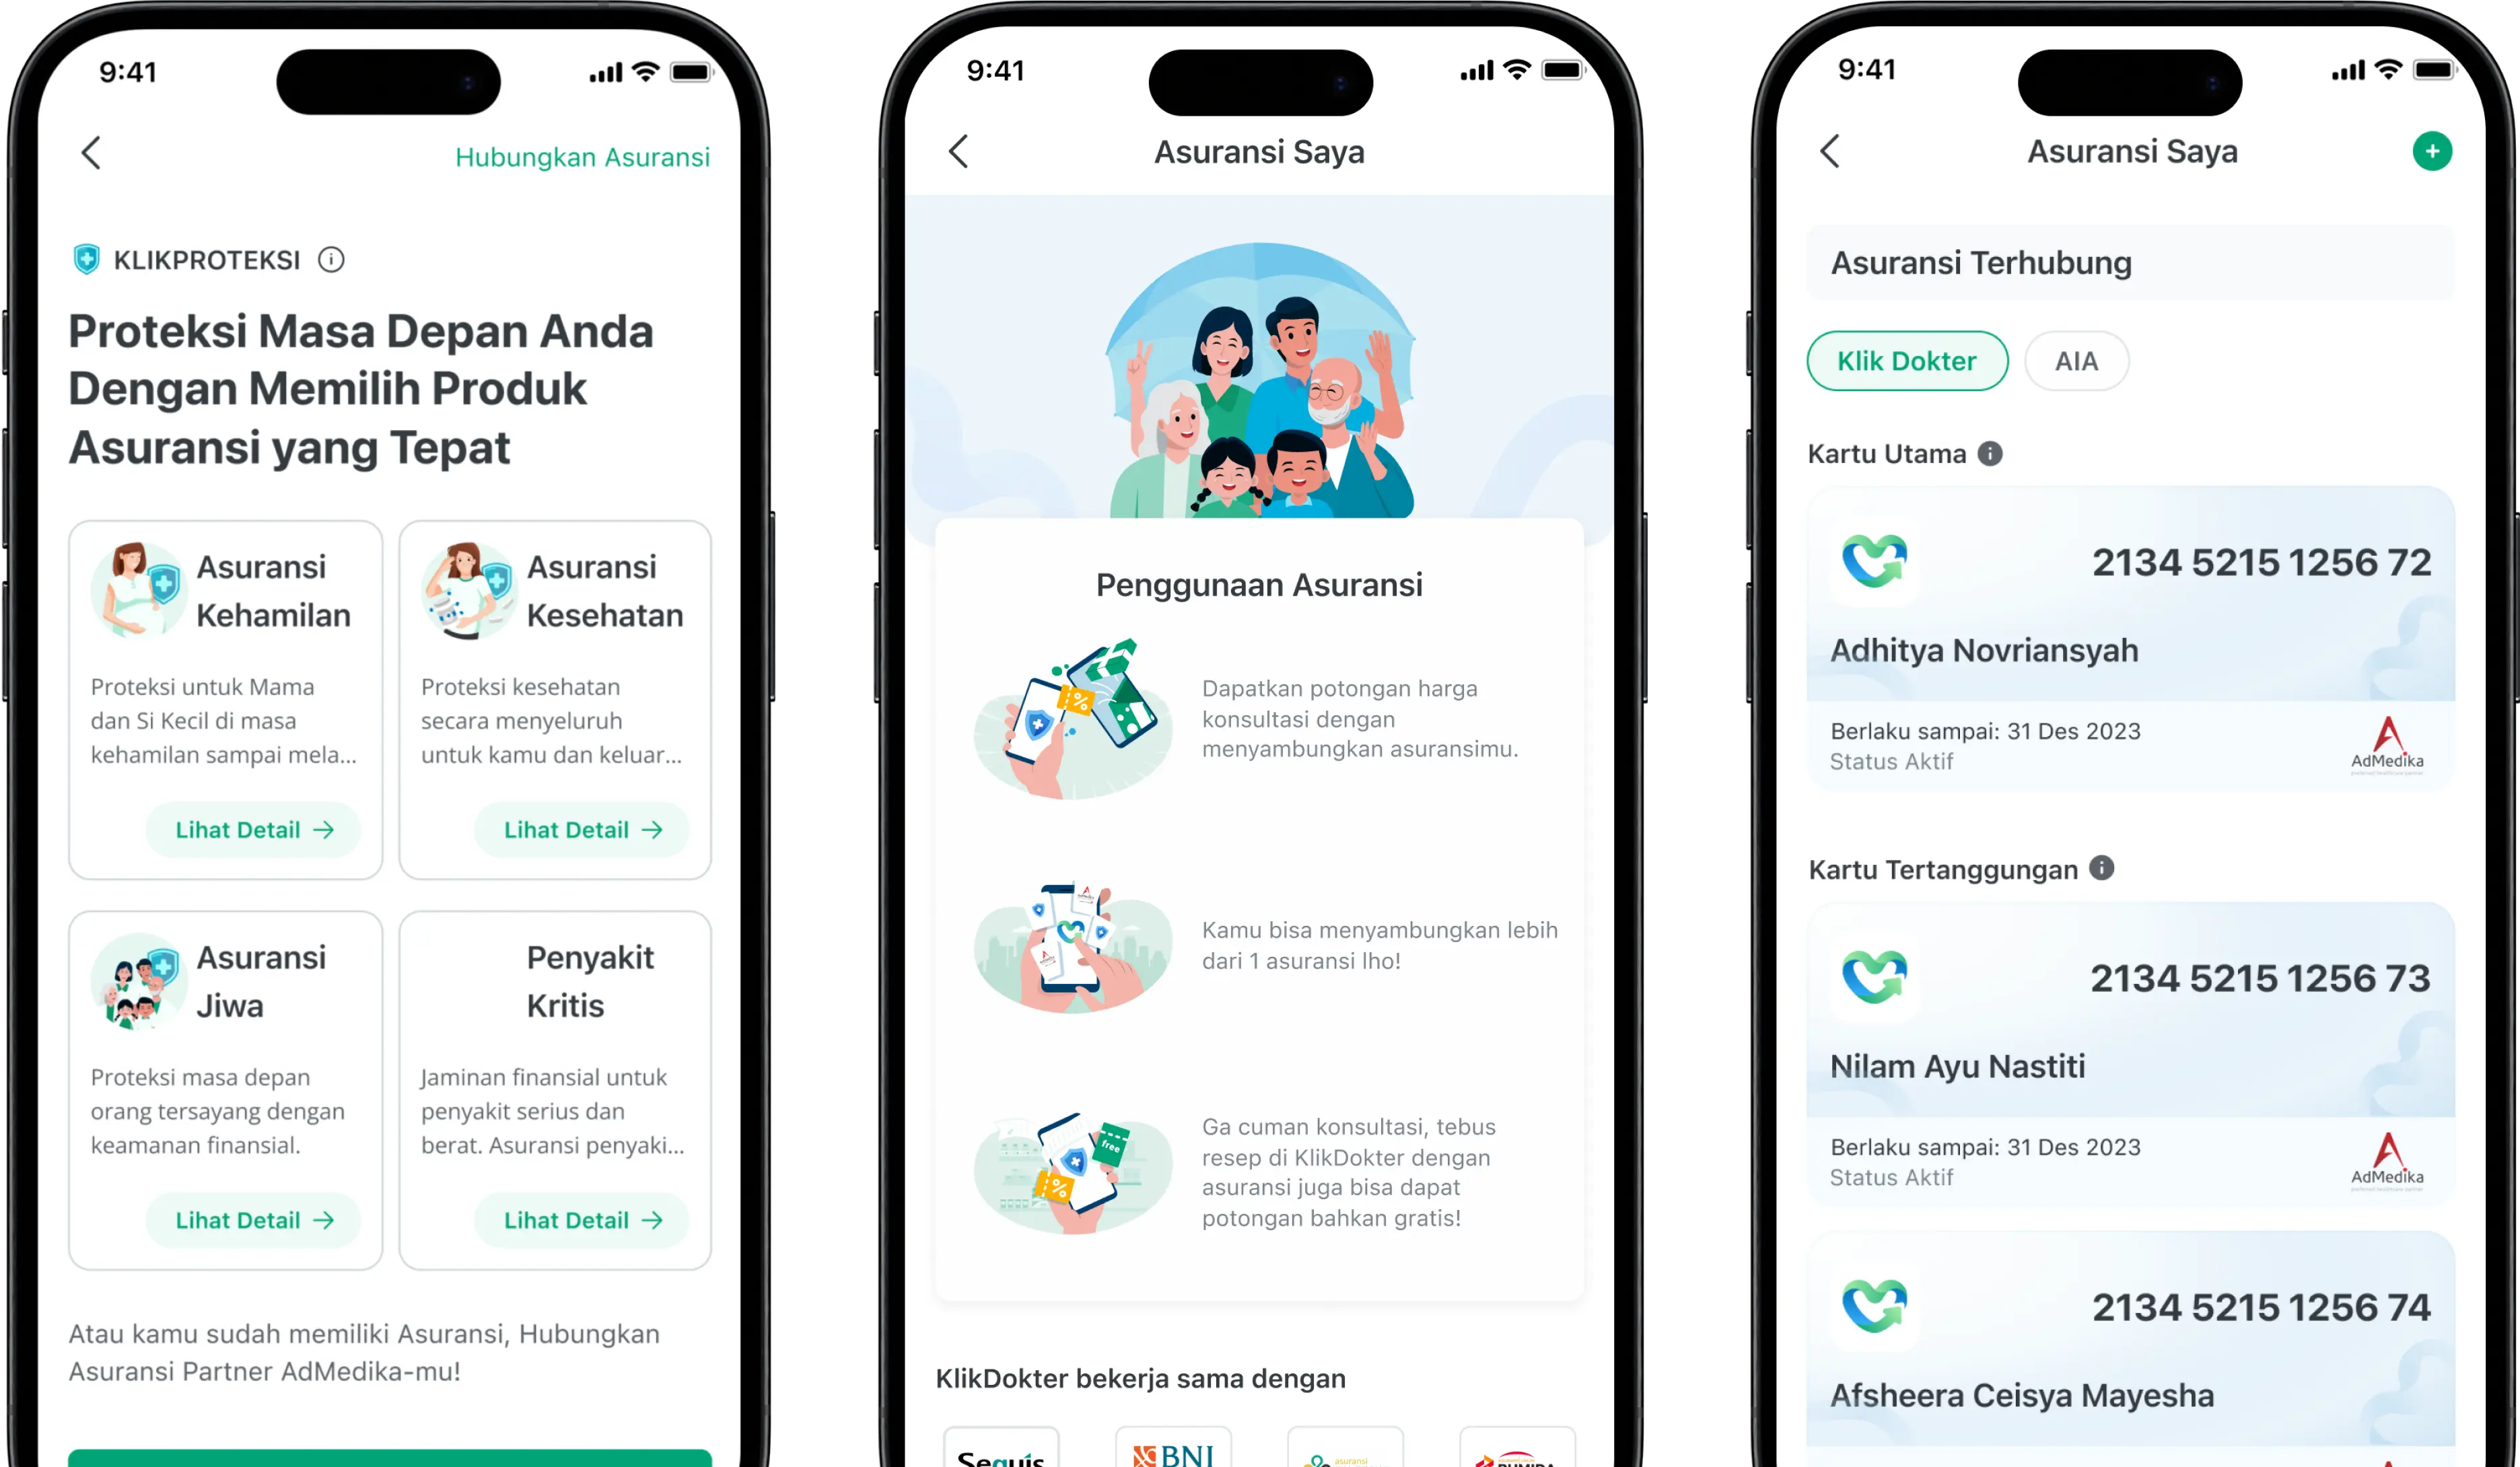 9:41
Hubungkan Asuransi
KLIKPROTEKSI
Proteksi Masa Depan Anda
Dengan Memilih Produk
Asuransi yang Tepat
Asuransi
Kehamilan
Proteksi untuk Mama
dan Si Kecil di masa
kehamilan sampai mela...
Lihat Detail
Asuransi
Kesehatan
Proteksi kesehatan
secara menyeluruh
untuk kamu dan keluar...
Lihat Detail
Asuransi
Jiwa
Proteksi masa depan
orang tersayang dengan
keamanan finansial.
Lihat Detail
Penyakit
Kritis
Jaminan finansial untuk
penyakit serius dan
berat. Asuransi penyaki...
Lihat Detail
Atau kamu sudah memiliki Asuransi, Hubungkan
Asuransi Partner AdMedika-mu!
9:41
Asuransi Saya
Penggunaan Asuransi
Dapatkan potongan harga
konsultasi dengan
menyambungkan asuransimu.
Kamu bisa menyambungkan lebih
dari 1 asuransi lho!
free
Ga cuman konsultasi, tebus
resep di KlikDokter dengan
asuransi juga bisa dapat
potongan bahkan gratis!
KlikDokter bekerja sama dengan
Sequis
BNI
asuransi
9:41
Asuransi Saya
Asuransi Terhubung
Klik Dokter
AIA
Kartu Utama
2134 5215 1256 72
Adhitya Novriansyah
Berlaku sampai: 31 Des 2023
Status Aktif
AdMedika
Kartu Tertanggungan
2134 5215 1256 73
Nilam Ayu Nastiti
Berlaku sampai: 31 Des 2023
Status Aktif
AdMedika
2134 5215 1256 74
Afsheera Ceisya Mayesha